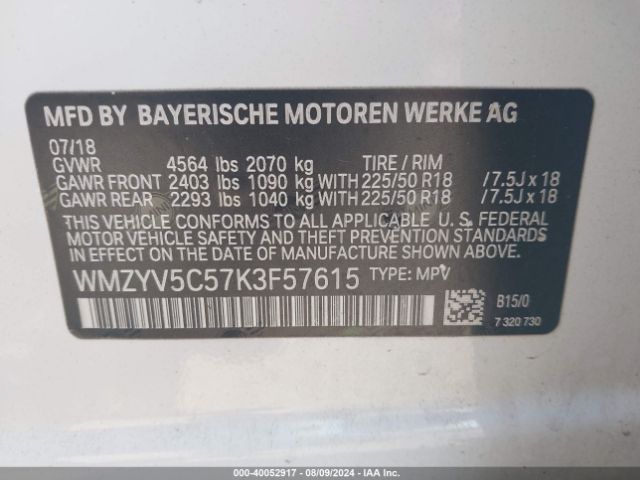 MFD BY BAYERISCHE MOTOREN WERKE AG
07/18
GVWR 4564 lbs 2070 kg TIRE / RIM
GAWR FRONT 2403 lbs 1090 kg WITH 225/50 R18 /7.5J x 18
GAWR REAR 2293 lbs 1040 kg WITH 225/50 R18 /7.5J x 18
THIS VEHICLE CONFORMS TO ALL APPLICABLE U. S. FEDERAL
MOTOR VEHICLE SAFETY AND THEFT PREVENTION STANDARDS
IN EFFECT ON THE DATE OF MANUFACTURE SHOWN ABOVE.
WMZYV5C57K3F57615 TYPE: MPV
B15/0
7 320 730
000-40052917 - 08/09/2024 - IAAI.COM